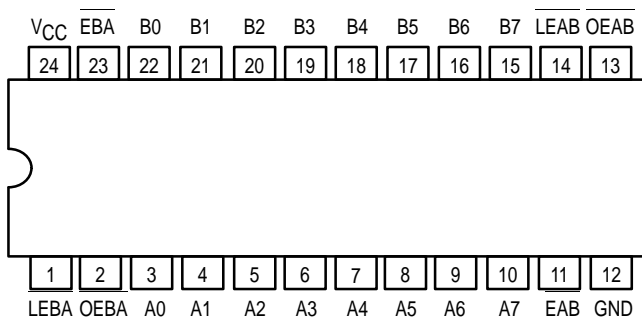 VCC EBA B0 B1 B2 B3 B4 B5 B6 B7 LEAB OEAB
24 23 22 21 20 19 18 17 16 15 14 13
1 2 3 4 5 6 7 8 9 10 11 12
LEBA OEBA A0 A1 A2 A3 A4 A5 A6 A7 EAB GND